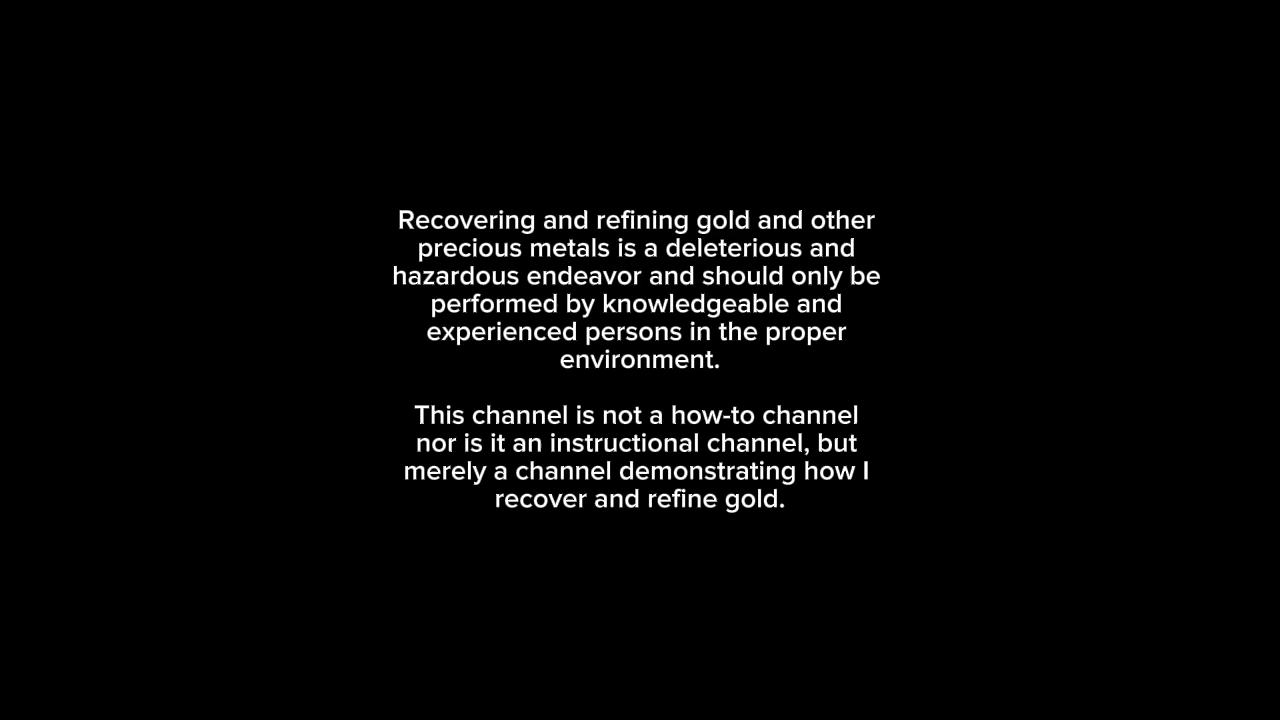 Recovering and refining gold and other
precious metals is a deleterious and
hazardous endeavor and should only be
performed by knowledgeable and
experienced persons in the proper
environment.
This channel is not a how-to channel
nor is it an instructional channel, but
merely a channel demonstrating how I
recover and refine gold.